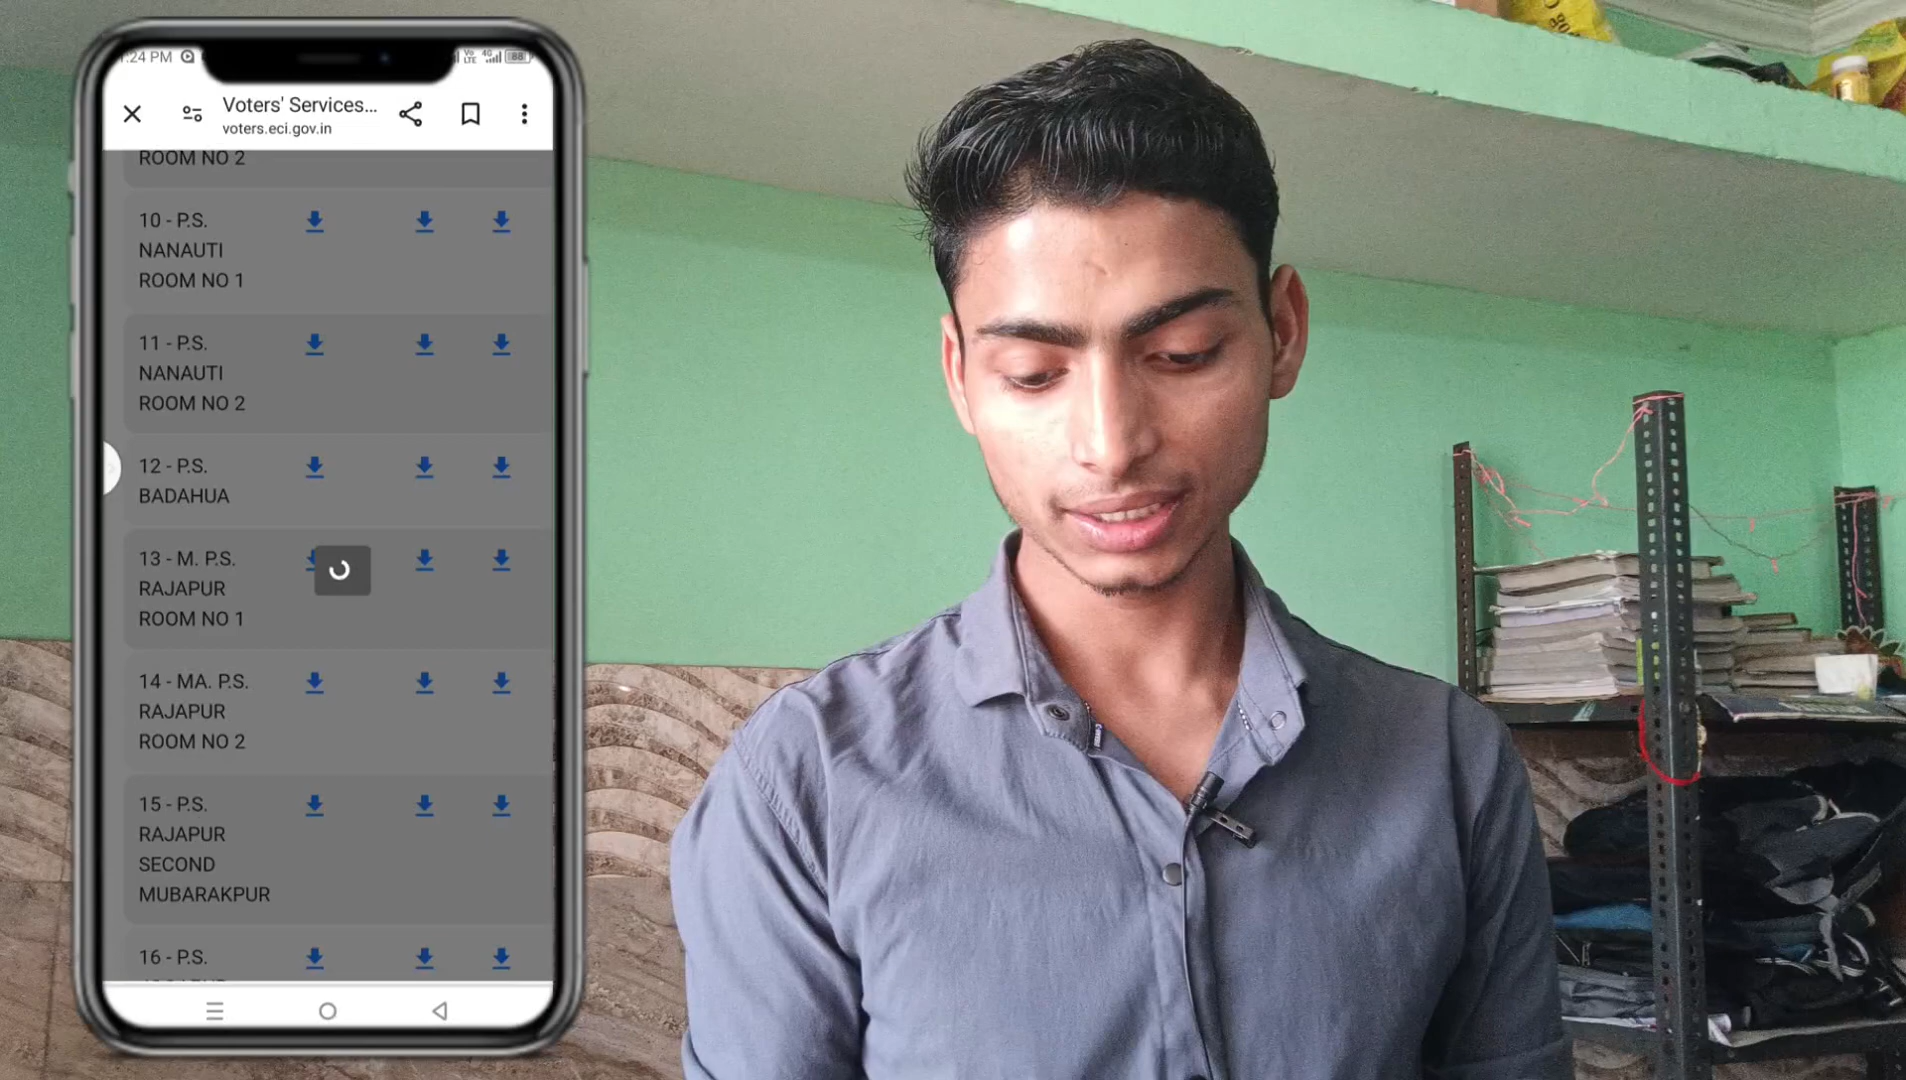 :24 PM
Voters' Services...
voters.eci.gov.in
ROOM NO 2
10 - P.S.
NANAUTI
ROOM NO 1
11 - P.S.
NANAUTI
ROOM NO 2
12 - P.S.
BADAHUA
13 - M. P.S.
RAJAPUR
ROOM NO 1
14 - MA. P.S.
RAJAPUR
ROOM NO 2
15 - P.S.
RAJAPUR
SECOND
MUBARAKPUR
16 - P.S.